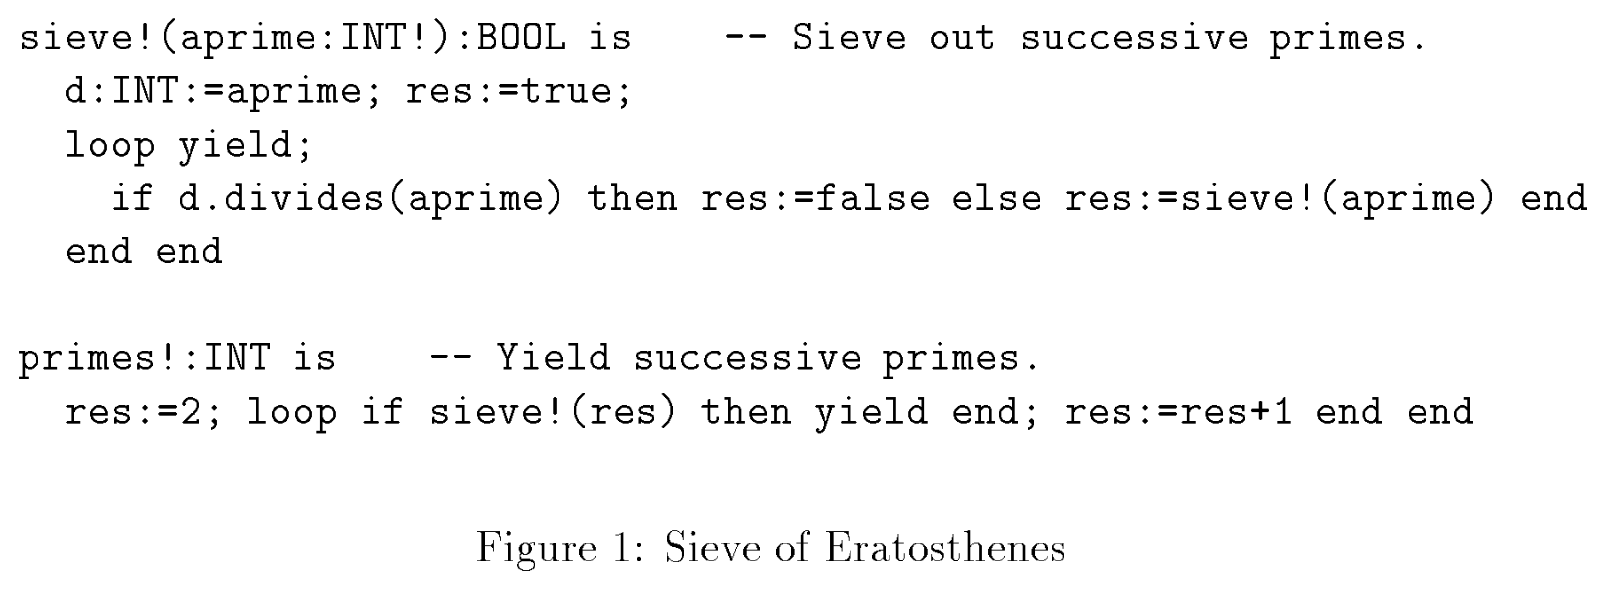 sieve!(aprime:INT!):BOOL is    -- Sieve out successive primes.
  d:INT:=aprime; res:=true;
  loop yield;
    if d.divides(aprime) then res:=false else res:=sieve!(aprime) end
  end end
primes!:INT is    -- Yield successive primes.
  res:=2; loop if sieve!(res) then yield end; res:=res+1 end end
Figure 1: Sieve of Eratosthenes